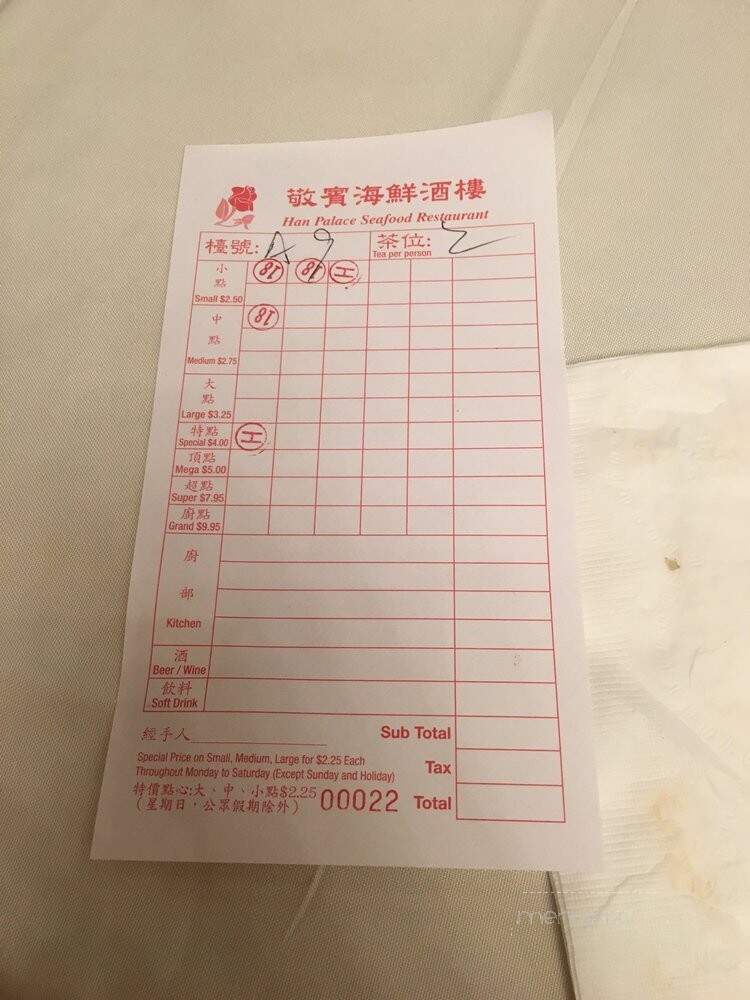 敬賓海鮮酒樓
Han Palace Seafood Restaurant
檯號: A9 茶位: 2
Tea per person
小點 18 18 工
Small $2.50
中點 18
Medium $2.75
大點
Large $3.25
特點 工
Special $4.00
頂點
Mega $5.00
超點
Super $7.95
廚點
Grand $9.95
廚部
Kitchen
酒
Beer / Wine
飲料
Soft Drink
經手人 Sub Total
Special Price on Small, Medium, Large for $2.25 Each
Throughout Monday to Saturday (Except Sunday and Holiday)
Tax
特價點心:大、中、小點$2.25
(星期日,公眾假期除外) 00022 Total